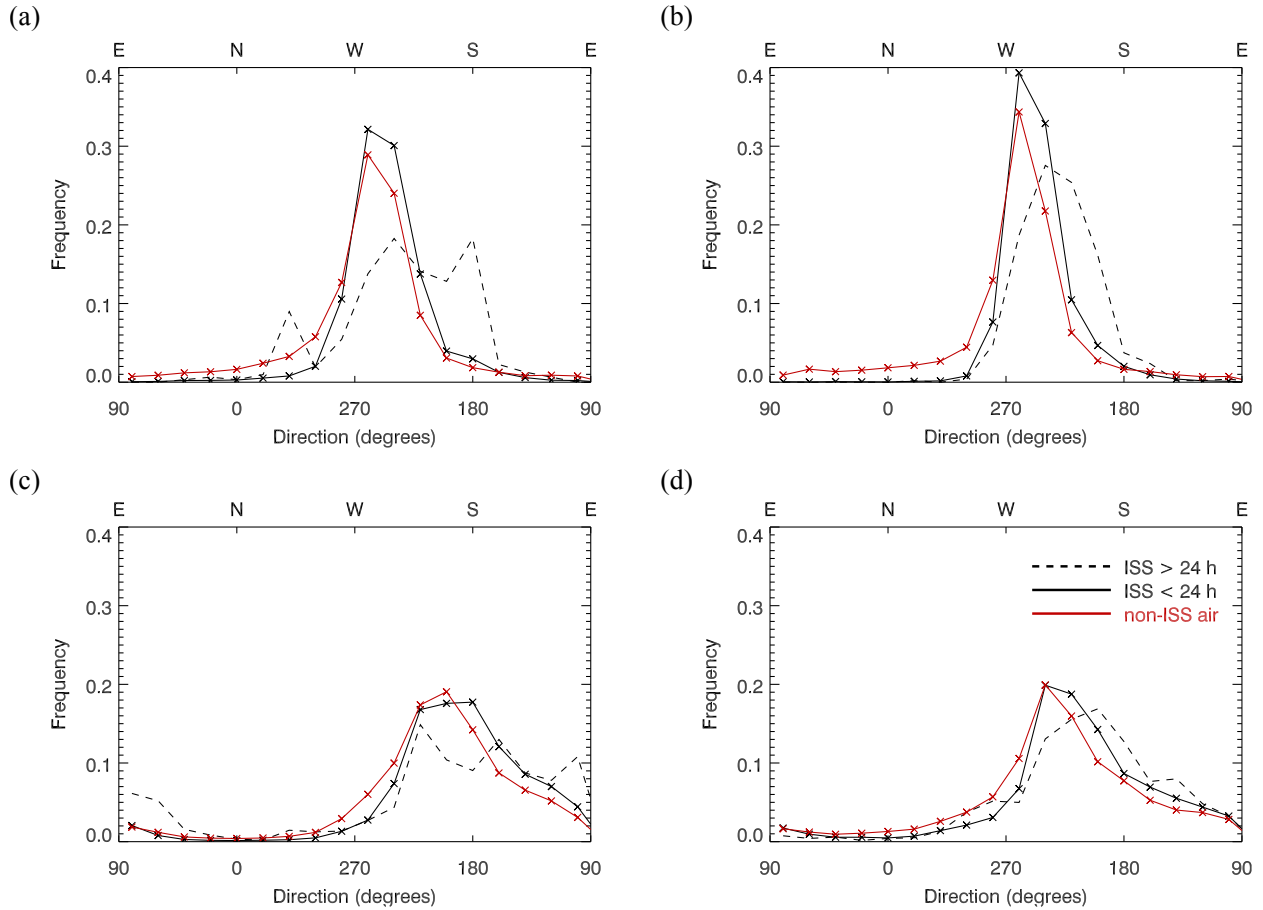 (a)
E N W S E
0.4
0.3
0.2
0.1
0.0
Frequency
90 0 270 180 90
Direction (degrees)
(b)
E N W S E
0.4
0.3
0.2
0.1
0.0
Frequency
90 0 270 180 90
Direction (degrees)
(c)
E N W S E
0.4
0.3
0.2
0.1
0.0
Frequency
90 0 270 180 90
Direction (degrees)
(d)
E N W S E
0.4
0.3
0.2
0.1
0.0
Frequency
ISS > 24 h
ISS < 24 h
non-ISS air
90 0 270 180 90
Direction (degrees)